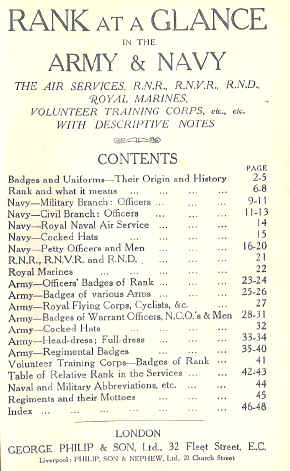 RANK AT A GLANCE
IN THE
ARMY & NAVY
THE AIR SERVICES, R.N.R., R.N.V.R., R.N.D.,
ROYAL MARINES,
VOLUNTEER TRAINING CORPS, etc., etc.
WITH DESCRIPTIVE NOTES
CONTENTS
PAGE
Badges and Uniforms—Their Origin and History 2-5
Rank and what it means ... ... ... ... 6-8
Navy—Military Branch: Officers ... ... ... 9-11
Navy—Civil Branch: Officers ... ... ... 11-13
Navy—Royal Naval Air Service ... ... ... 14
Navy—Cocked Hats ... ... ... ... 15
Navy—Petty Officers and Men ... ... ... 16-20
R.N.R., R.N.V.R. and R.N.D. ... ... ... 21
Royal Marines ... ... ... ... ... 22
Army—Officers' Badges of Rank ... ... ... 23-24
Army—Badges of various Arms ... ... ... 25-26
Army—Royal Flying Corps, Cyclists, &c. ... 27
Army—Badges of Warrant Officers, N.C.O.'s & Men 28-31
Army—Cocked Hats ... ... ... ... 32
Army—Head-dress; Full-dress ... ... ... 33-34
Army—Regimental Badges ... ... ... 35-40
Volunteer Training Corps—Badges of Rank ... 41
Table of Relative Rank in the Services ... ... 42-43
Naval and Military Abbreviations, etc. ... ... 44
Regiments and their Mottoes ... ... ... 45
Index ... ... ... ... ... ... ... 46-48
LONDON
GEORGE PHILIP & SON, Ltd., 32 Fleet Street, E.C.
Liverpool: PHILIP, SON & NEPHEW, Ltd. 20 Church Street